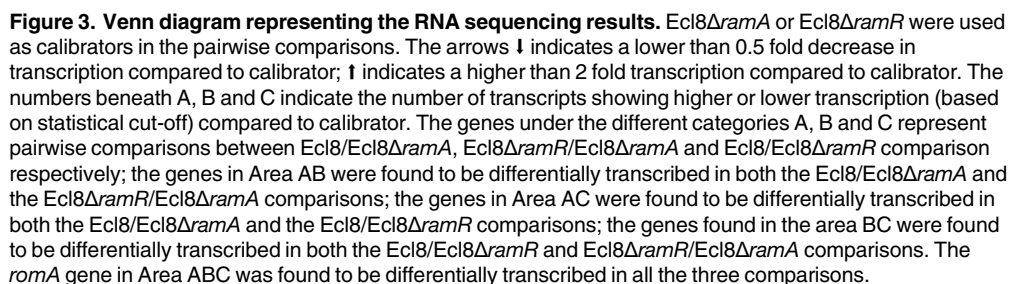 Figure 3. Venn diagram representing the RNA sequencing results. Ecl8ΔramA or Ecl8ΔramR were used
as calibrators in the pairwise comparisons. The arrows ⬇ indicates a lower than 0.5 fold decrease in
transcription compared to calibrator; ⬆ indicates a higher than 2 fold transcription compared to calibrator. The
numbers beneath A, B and C indicate the number of transcripts showing higher or lower transcription (based
on statistical cut-off) compared to calibrator. The genes under the different categories A, B and C represent
pairwise comparisons between Ecl8/Ecl8ΔramA, Ecl8ΔramR/Ecl8ΔramA and Ecl8/Ecl8ΔramR comparison
respectively; the genes in Area AB were found to be differentially transcribed in both the Ecl8/Ecl8ΔramA and
the Ecl8ΔramR/Ecl8ΔramA comparisons; the genes in Area AC were found to be differentially transcribed in
both the Ecl8/Ecl8ΔramA and the Ecl8/Ecl8ΔramR comparisons; the genes found in the area BC were found
to be differentially transcribed in both the Ecl8/Ecl8ΔramR and Ecl8ΔramR/Ecl8ΔramA comparisons. The
romA gene in Area ABC was found to be differentially transcribed in all the three comparisons.